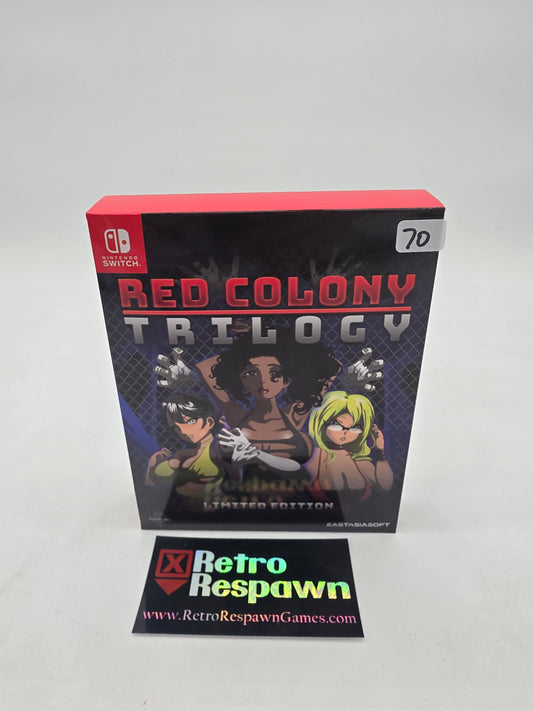 70
NINTENDO
SWITCH
RED COLONY
TRILOGY
LIMITED EDITION
EASTASIASOFT
Retro
Respawn
www.RetroRespawnGames.com